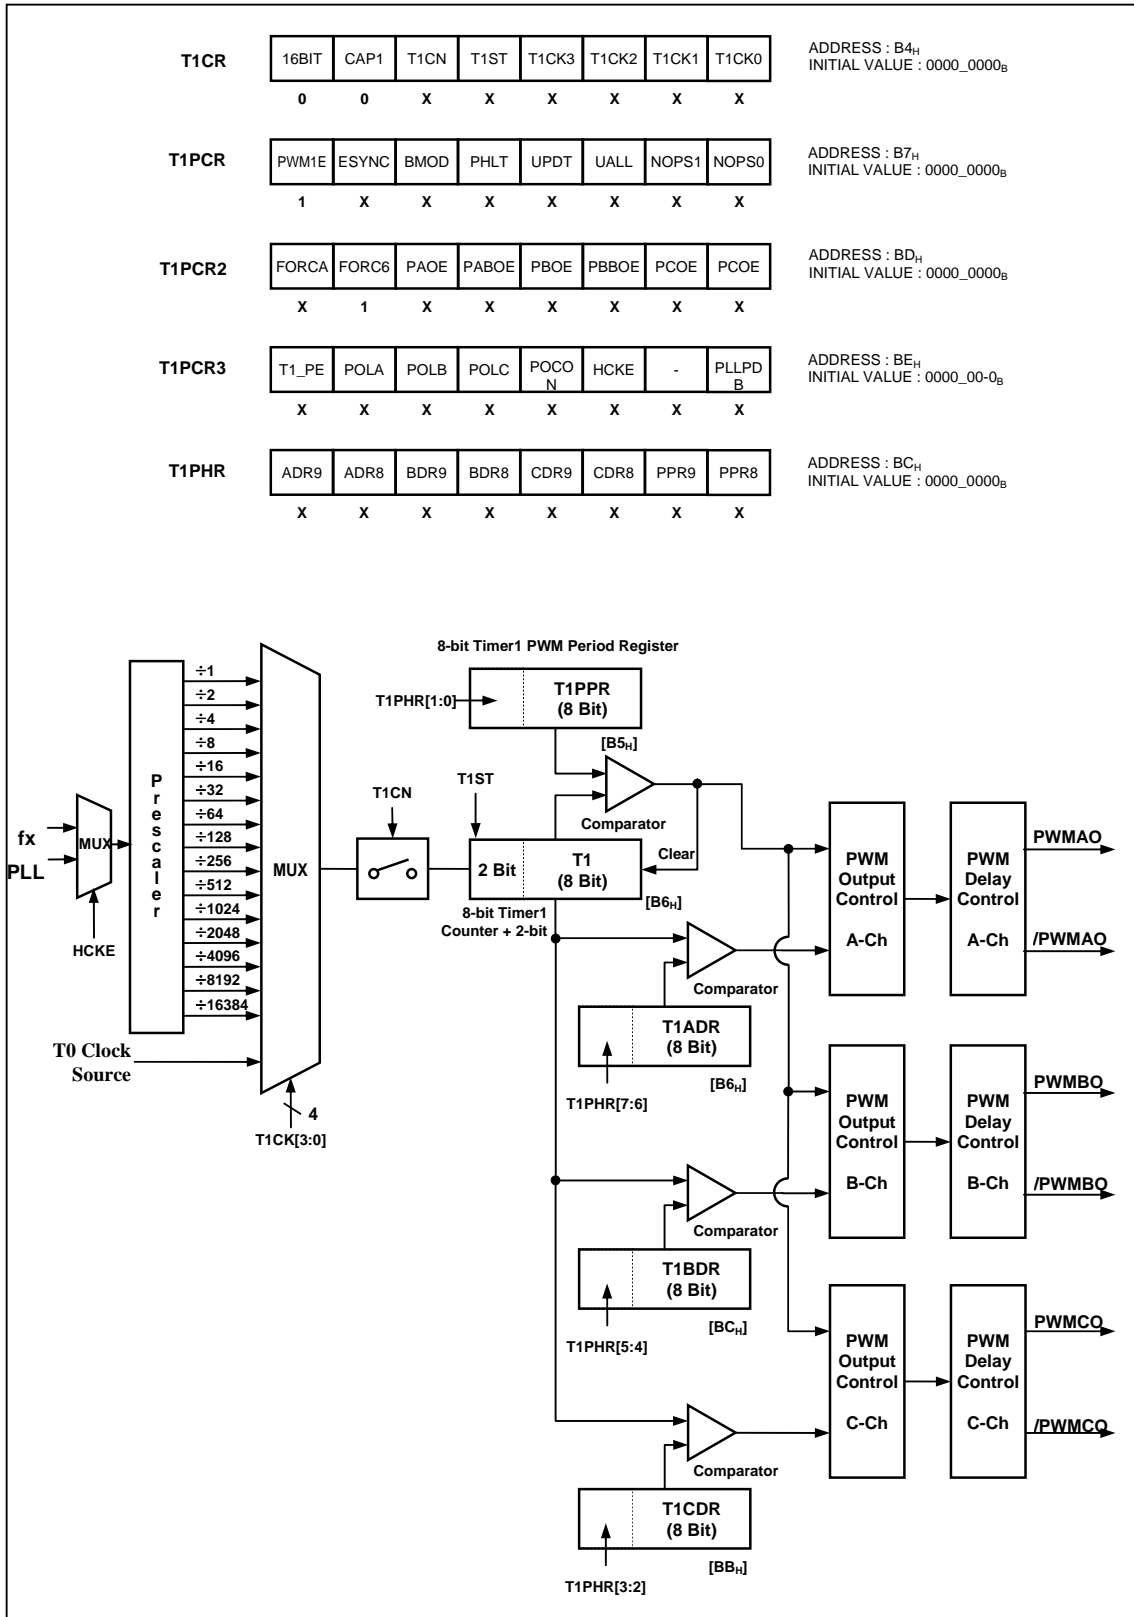 T1CR 16BIT CAP1 T1CN T1ST T1CK3 T1CK2 T1CK1 T1CK0 ADDRESS : B4H
INITIAL VALUE : 0000_0000B
0 0 X X X X X X
T1PCR PWM1E ESYNC BMOD PHLT UPDT UALL NOPS1 NOPS0 ADDRESS : B7H
INITIAL VALUE : 0000_0000B
1 X X X X X X X
T1PCR2 FORCA FORC6 PAOE PABOE PBOE PBBOE PCOE PCOE ADDRESS : BDH
INITIAL VALUE : 0000_0000B
X 1 X X X X X X
T1PCR3 T1_PE POLA POLB POLC POCO
N HCKE - PLLPD
B ADDRESS : BEH
INITIAL VALUE : 0000_00-0B
X X X X X X X X
T1PHR ADR9 ADR8 BDR9 BDR8 CDR9 CDR8 PPR9 PPR8 ADDRESS : BCH
INITIAL VALUE : 0000_0000B
X X X X X X X X
fx
PLL
MUX
HCKE
Prescaler
÷1
÷2
÷4
÷8
÷16
÷32
÷64
÷128
÷256
÷512
÷1024
÷2048
÷4096
÷8192
÷16384
T0 Clock
Source
MUX
4
T1CK[3:0]
T1CN
8-bit Timer1 PWM Period Register
T1PHR[1:0]
T1PPR
(8 Bit)
[B5H]
T1ST
Comparator
2 Bit
T1
(8 Bit)
Clear
[B6H]
8-bit Timer1
Counter + 2-bit
Comparator
T1ADR
(8 Bit)
[B6H]
T1PHR[7:6]
Comparator
T1BDR
(8 Bit)
[BCH]
T1PHR[5:4]
Comparator
T1CDR
(8 Bit)
[BBH]
T1PHR[3:2]
PWM
Output
Control
A-Ch
PWM
Delay
Control
A-Ch
PWMAO
/PWMAO
PWM
Output
Control
B-Ch
PWM
Delay
Control
B-Ch
PWMBO
/PWMBO
PWM
Output
Control
C-Ch
PWM
Delay
Control
C-Ch
PWMCO
/PWMCO